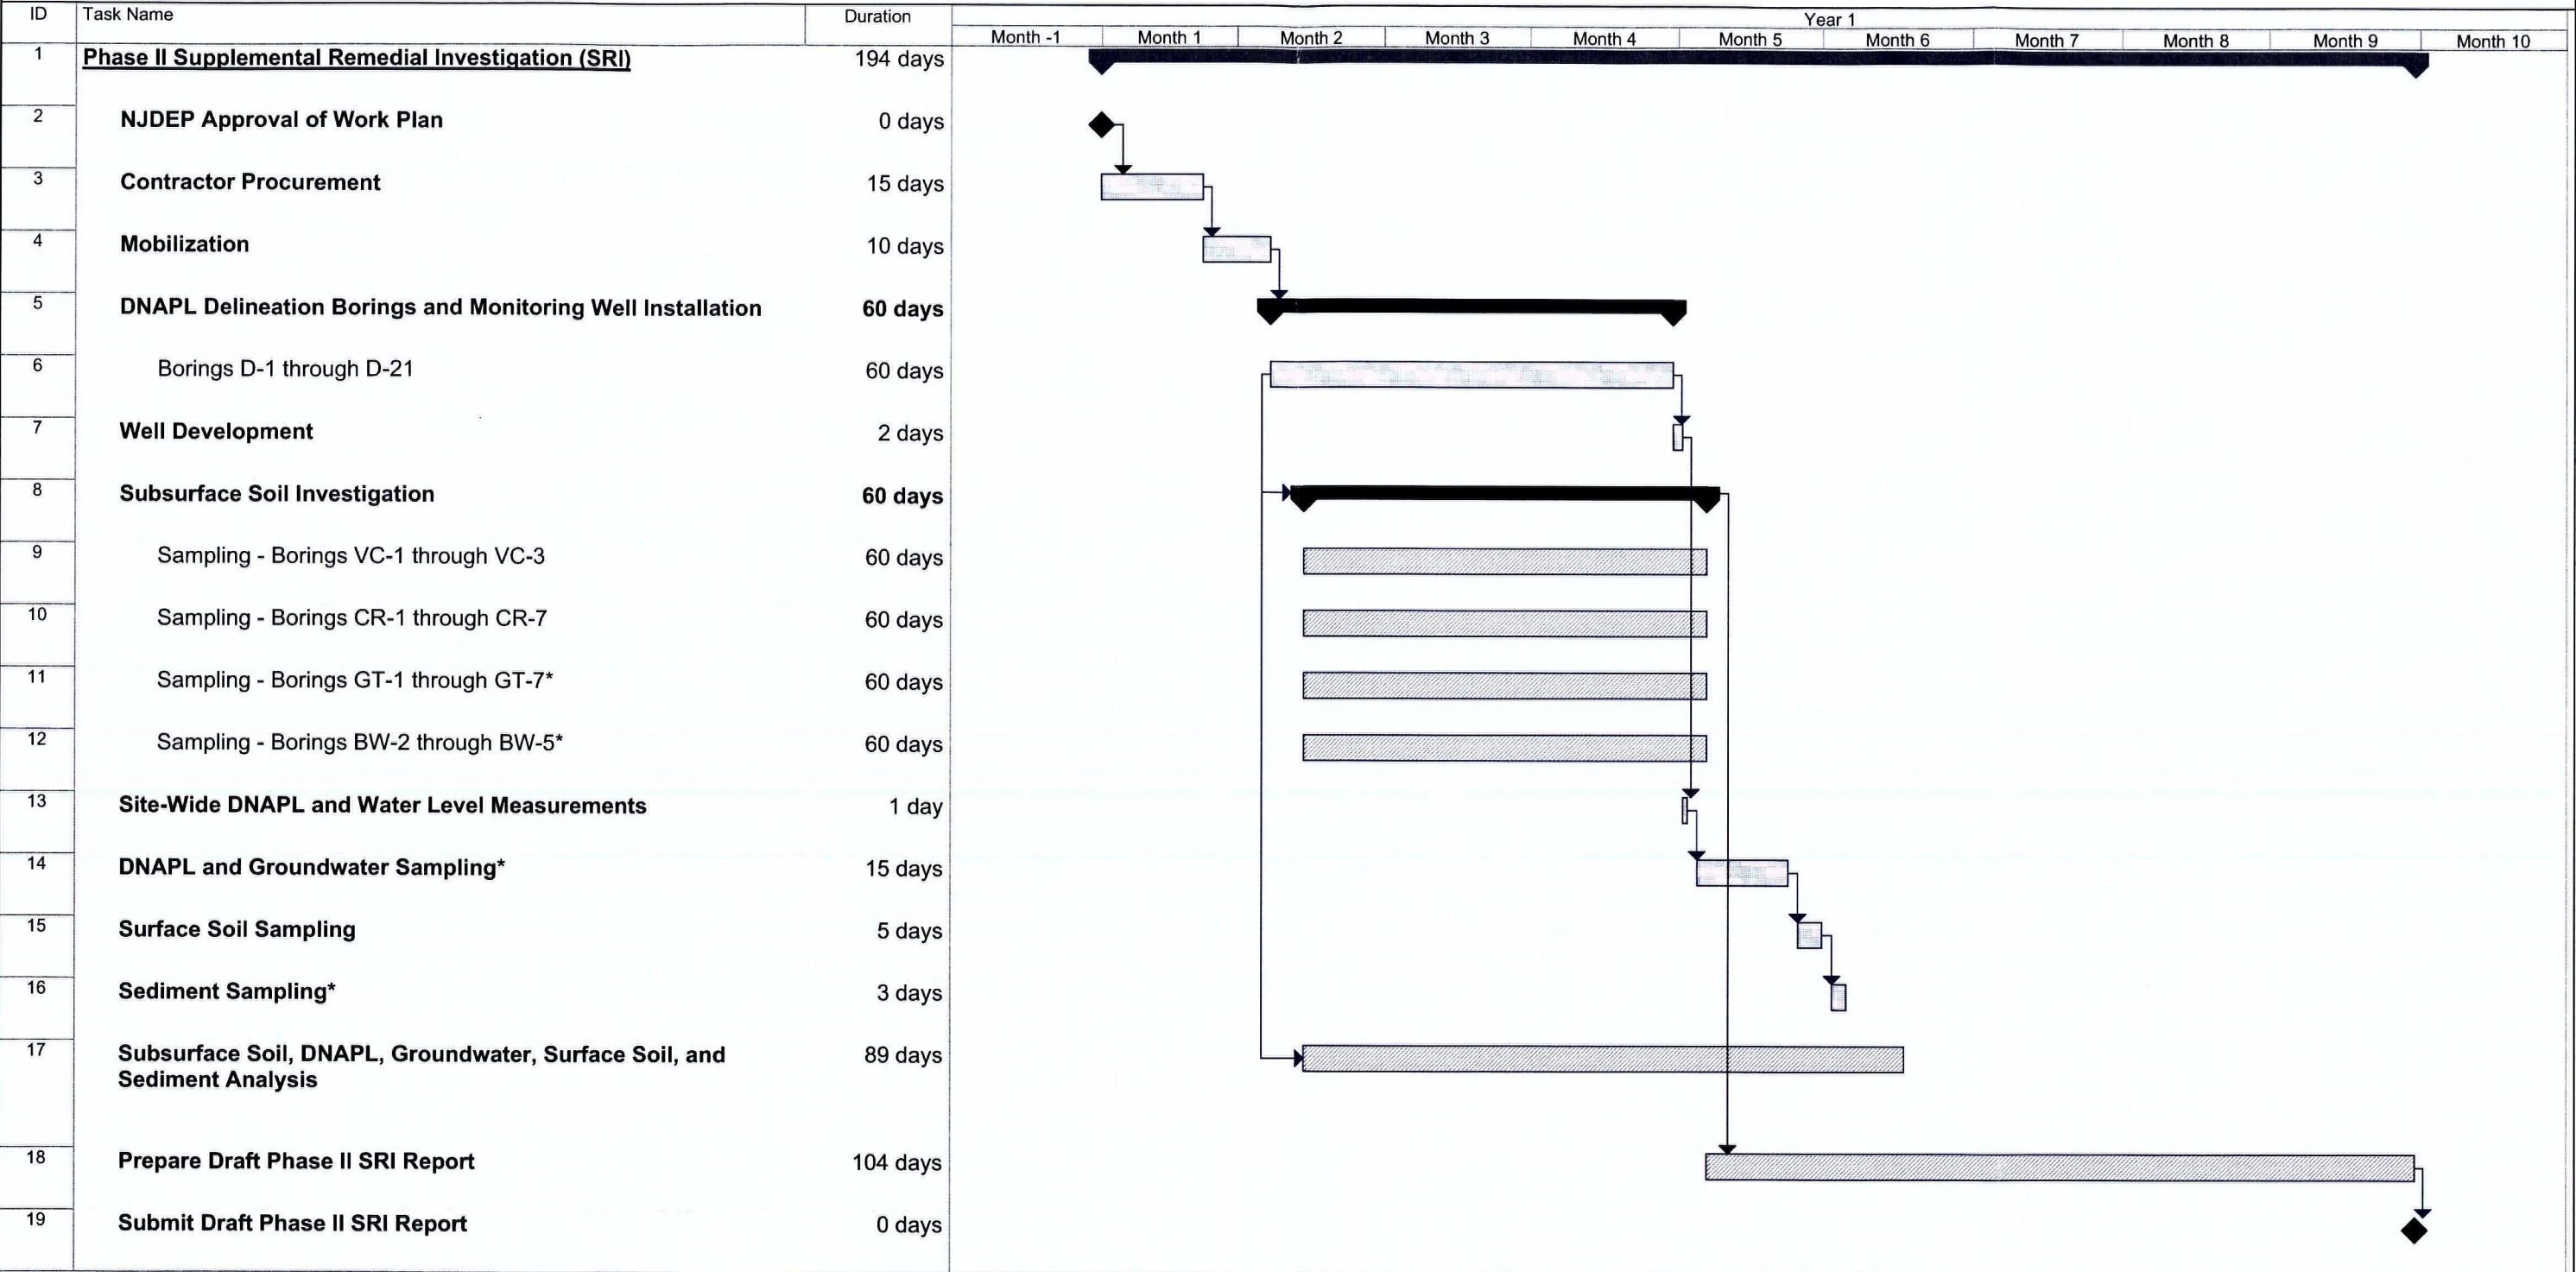 ID Task Name Duration Year 1
Month -1 Month 1 Month 2 Month 3 Month 4 Month 5 Month 6 Month 7 Month 8 Month 9 Month 10
1 Phase II Supplemental Remedial Investigation (SRI) 194 days
2 NJDEP Approval of Work Plan 0 days
3 Contractor Procurement 15 days
4 Mobilization 10 days
5 DNAPL Delineation Borings and Monitoring Well Installation 60 days
6 Borings D-1 through D-21 60 days
7 Well Development 2 days
8 Subsurface Soil Investigation 60 days
9 Sampling - Borings VC-1 through VC-3 60 days
10 Sampling - Borings CR-1 through CR-7 60 days
11 Sampling - Borings GT-1 through GT-7* 60 days
12 Sampling - Borings BW-2 through BW-5* 60 days
13 Site-Wide DNAPL and Water Level Measurements 1 day
14 DNAPL and Groundwater Sampling* 15 days
15 Surface Soil Sampling 5 days
16 Sediment Sampling* 3 days
17 Subsurface Soil, DNAPL, Groundwater, Surface Soil, and 89 days
Sediment Analysis
18 Prepare Draft Phase II SRI Report 104 days
19 Submit Draft Phase II SRI Report 0 days